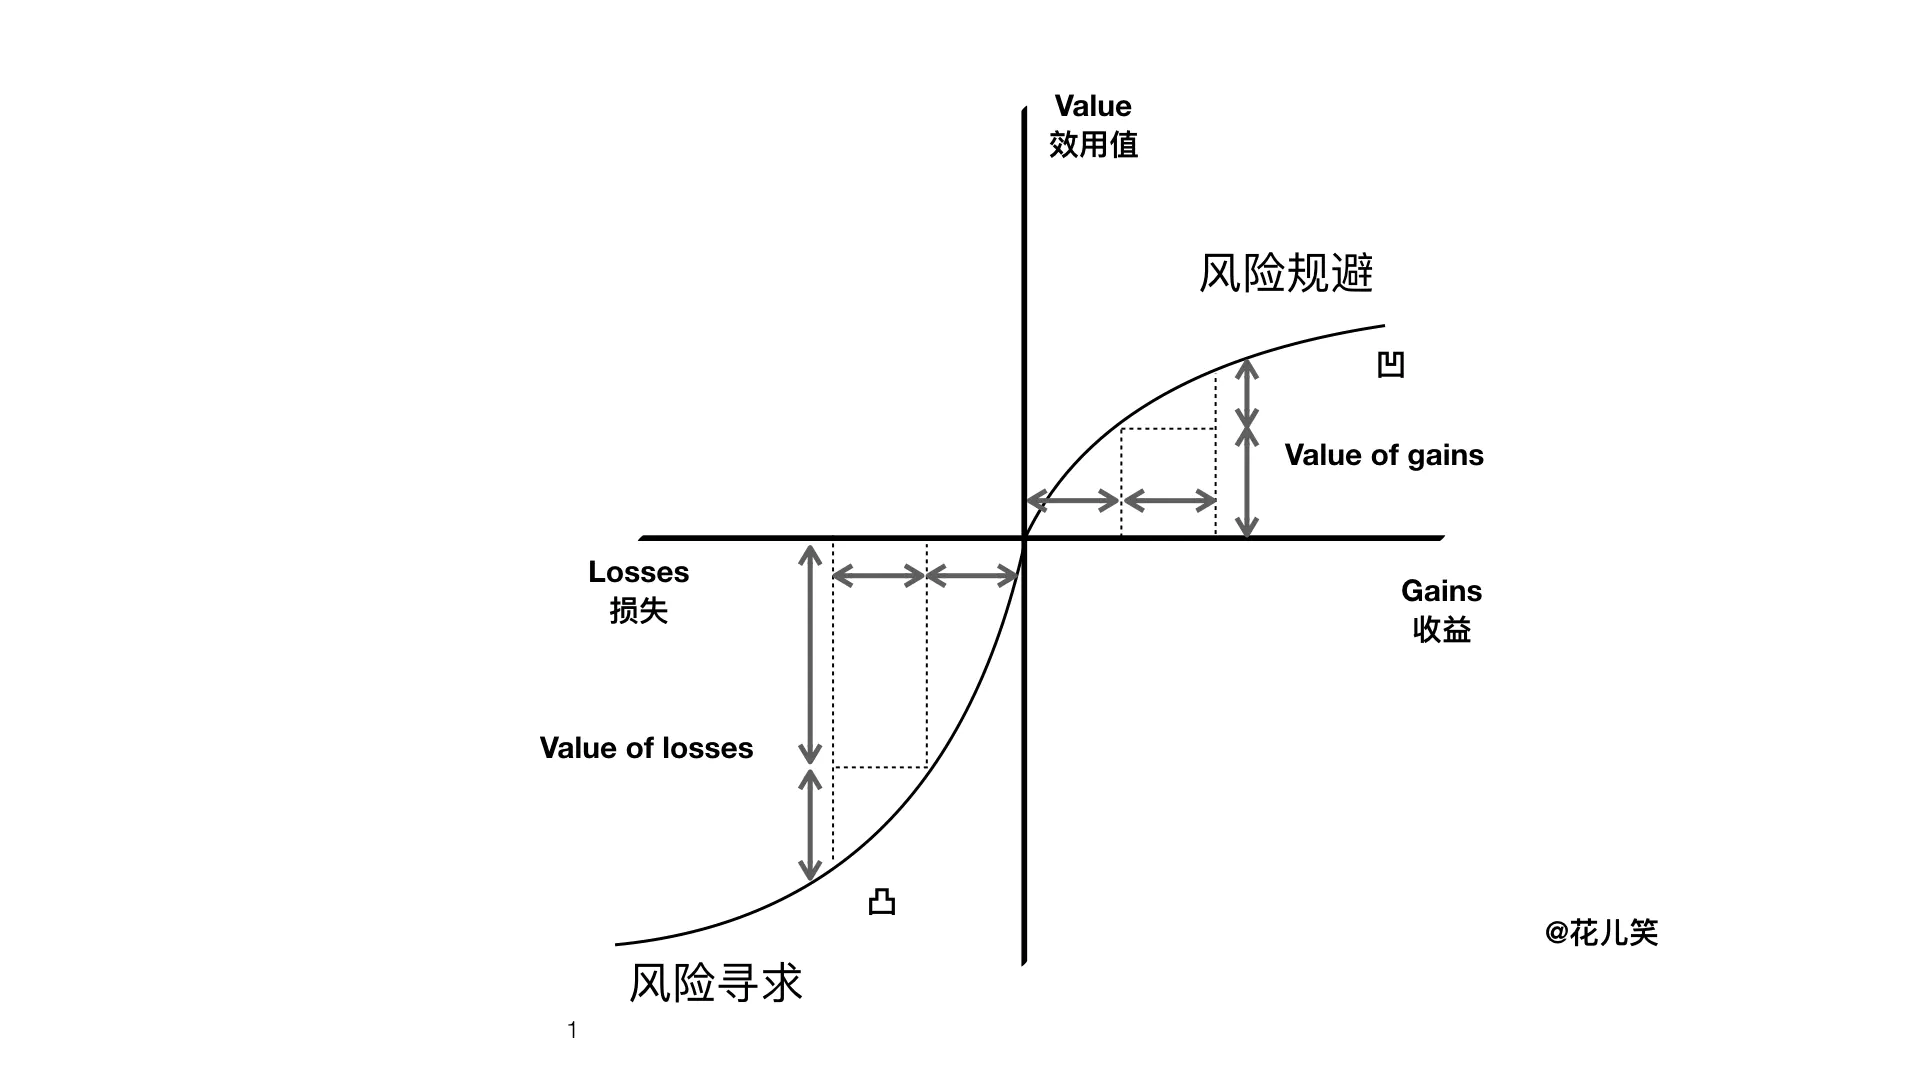 Value
效用值
风险规避
凹
Value of gains
Losses
损失
Gains
收益
Value of losses
凸
@花儿笑
风险寻求
1